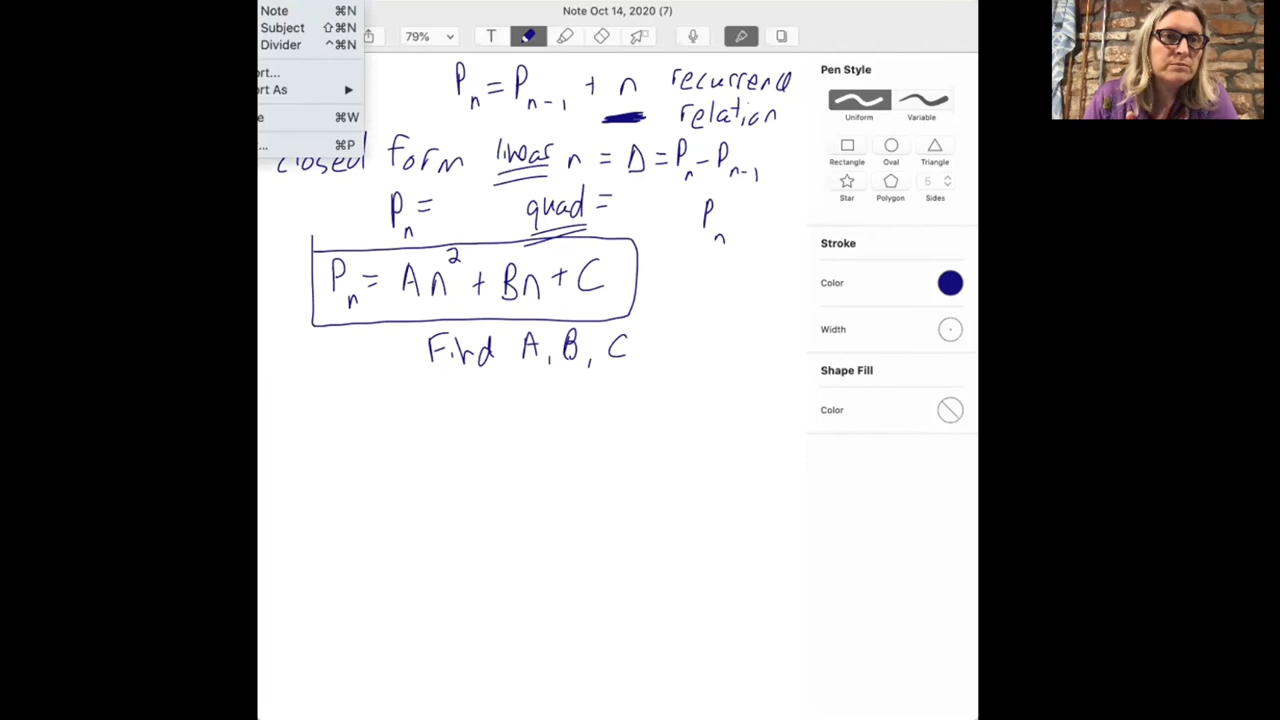 Note ⌘N
Subject ⇧⌘N
Divider ^⌘N
ort...
ort As
e ⌘W
... ⌘P
Note Oct 14, 2020 (7)
79%
T
Pn = Pn-1 + n recurrence
relation
closed form linear n = Δ = Pn - Pn-1
Pn = quad = Pn
Pn = An² + Bn + C
Find A, B, C
Pen Style
Uniform Variable
Rectangle Oval Triangle
5
Star Polygon Sides
Stroke
Color
Width
Shape Fill
Color